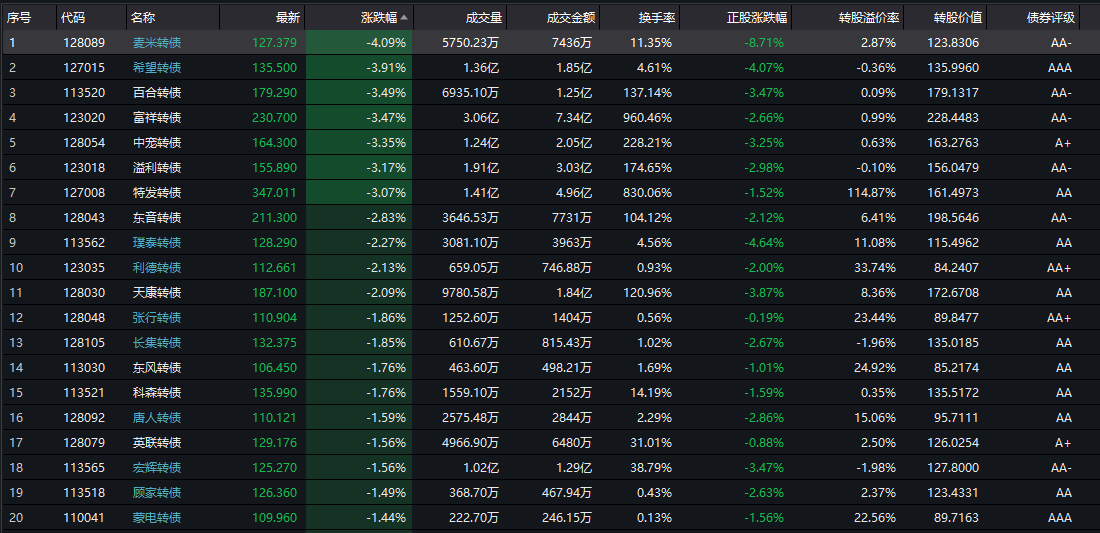 序号 代码 名称 最新 涨跌幅 成交量 成交金额 换手率 正股涨跌幅 转股溢价率 转股价值 债券评级
1 128089 麦米转债 127.379 -4.09% 5750.23万 7436万 11.35% -8.71% 2.87% 123.8306 AA-
2 127015 希望转债 135.500 -3.91% 1.36亿 1.85亿 4.61% -4.07% -0.36% 135.9960 AAA
3 113520 百合转债 179.290 -3.49% 6935.10万 1.25亿 137.14% -3.47% 0.09% 179.1317 AA-
4 123020 富祥转债 230.700 -3.47% 3.06亿 7.34亿 960.46% -2.66% 0.99% 228.4483 AA-
5 128054 中宠转债 164.300 -3.35% 1.24亿 2.05亿 228.21% -3.25% 0.63% 163.2763 A+
6 123018 溢利转债 155.890 -3.17% 1.91亿 3.03亿 174.65% -2.98% -0.10% 156.0479 AA-
7 127008 特发转债 347.011 -3.07% 1.41亿 4.96亿 830.06% -1.52% 114.87% 161.4973 AA
8 128043 东音转债 211.300 -2.83% 3646.53万 7731万 104.12% -2.12% 6.41% 198.5646 AA-
9 113562 璞泰转债 128.290 -2.27% 3081.10万 3963万 4.56% -4.64% 11.08% 115.4962 AA
10 123035 利德转债 112.661 -2.13% 659.05万 746.88万 0.93% -2.00% 33.74% 84.2407 AA+
11 128030 天康转债 187.100 -2.09% 9780.58万 1.84亿 120.96% -3.87% 8.36% 172.6708 AA
12 128048 张行转债 110.904 -1.86% 1252.60万 1404万 0.56% -0.19% 23.44% 89.8477 AA+
13 128105 长集转债 132.375 -1.85% 610.67万 815.43万 1.02% -2.67% -1.96% 135.0185 AA
14 113030 东风转债 106.450 -1.76% 463.60万 498.21万 1.69% -1.01% 24.92% 85.2174 AA
15 113521 科森转债 135.990 -1.76% 1559.10万 2152万 14.19% -1.59% 0.35% 135.5172 AA
16 128092 唐人转债 110.121 -1.59% 2575.48万 2844万 2.29% -2.86% 15.06% 95.7111 AA
17 128079 英联转债 129.176 -1.56% 4966.90万 6480万 31.01% -0.88% 2.50% 126.0254 A+
18 113565 宏辉转债 125.270 -1.56% 1.02亿 1.29亿 38.79% -3.47% -1.98% 127.8000 AA-
19 113518 顾家转债 126.360 -1.49% 368.70万 467.94万 0.43% -2.63% 2.37% 123.4331 AA
20 110041 蒙电转债 109.960 -1.44% 222.70万 246.15万 0.13% -1.56% 22.56% 89.7163 AAA